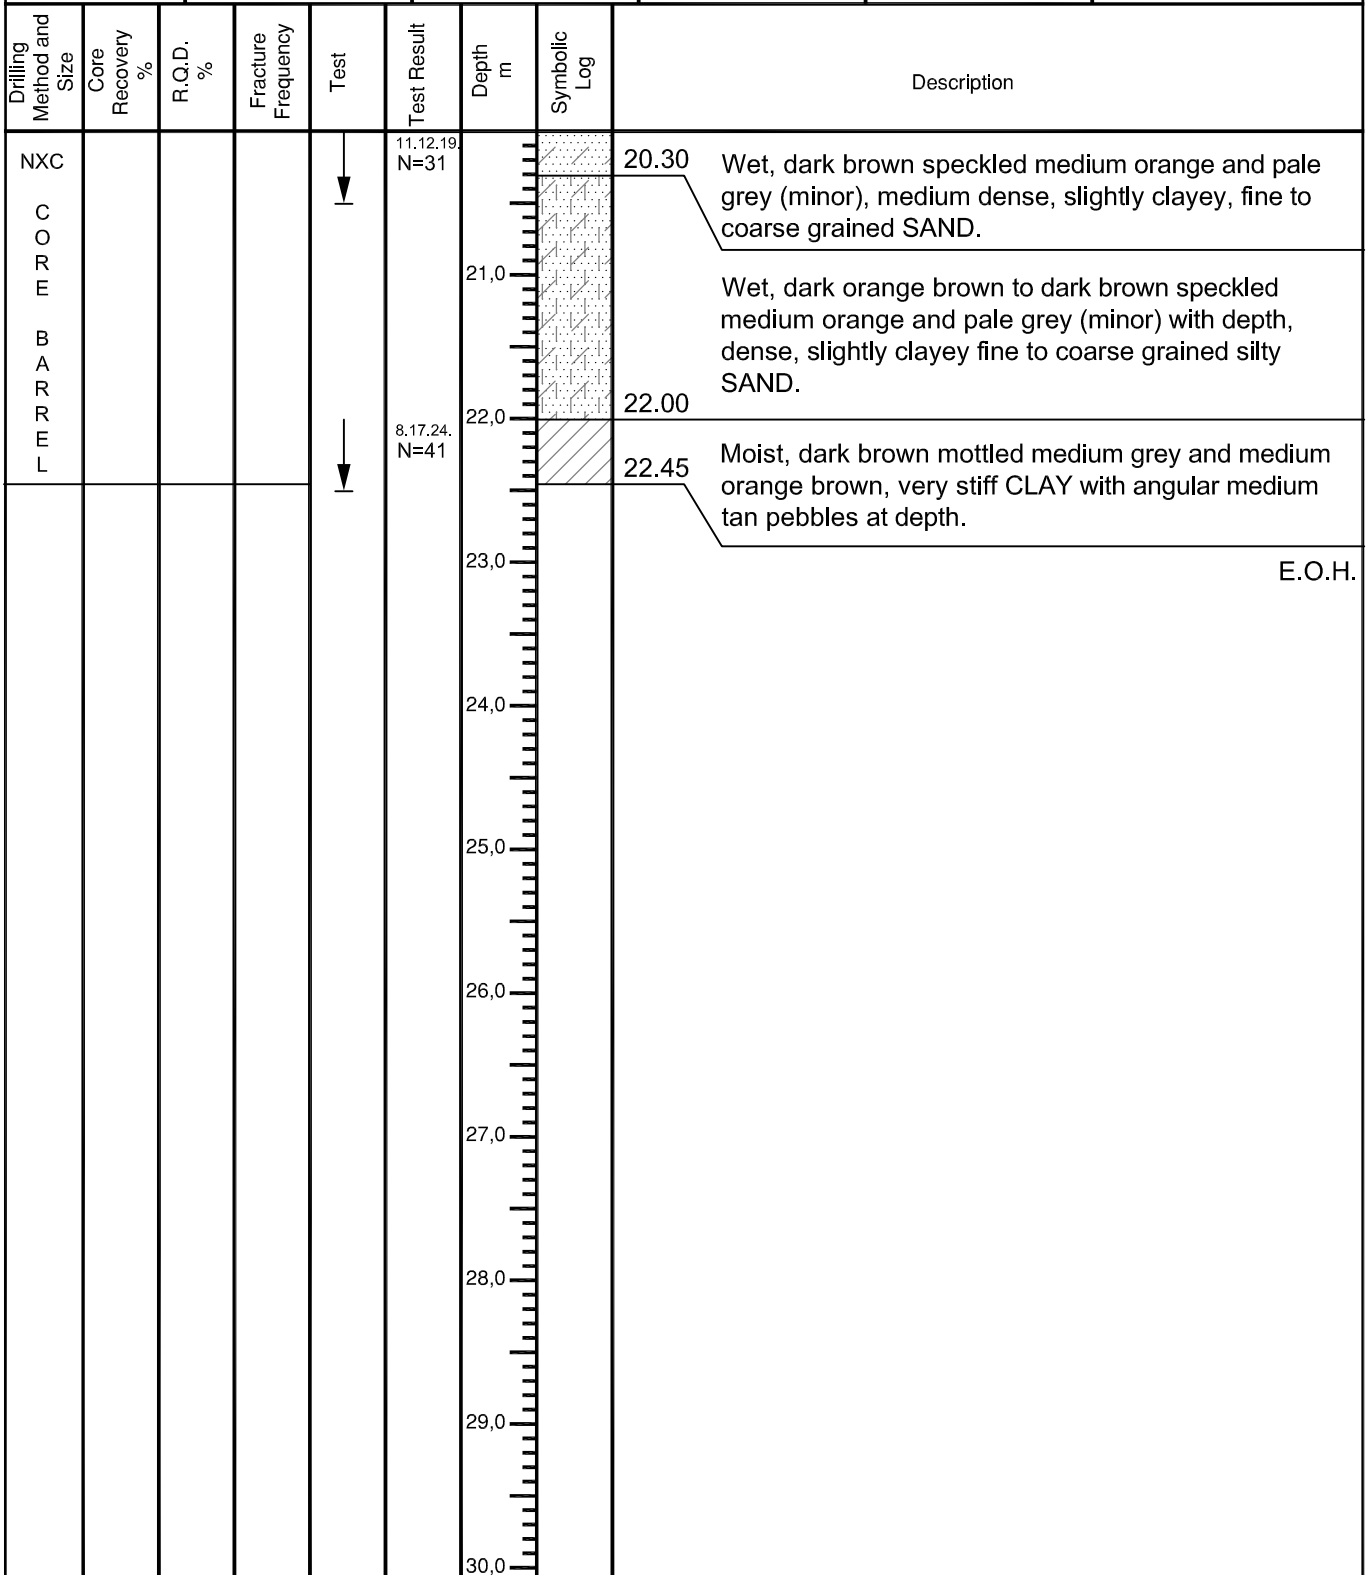 Drilling
Method and
Size
Core
Recovery
%
R.Q.D.
%
Fracture
Frequency
Test
Test Result
Depth
m
Symbolic
Log
Description
NXC
C
O
R
E
B
A
R
R
E
L
11.12.19.
N=31
20.30
Wet, dark brown speckled medium orange and pale
grey (minor), medium dense, slightly clayey, fine to
coarse grained SAND.
21,0
Wet, dark orange brown to dark brown speckled
medium orange and pale grey (minor) with depth,
dense, slightly clayey fine to coarse grained silty
SAND.
22.00
22,0
8.17.24.
N=41
22.45
Moist, dark brown mottled medium grey and medium
orange brown, very stiff CLAY with angular medium
tan pebbles at depth.
23,0
E.O.H.
24,0
25,0
26,0
27,0
28,0
29,0
30,0